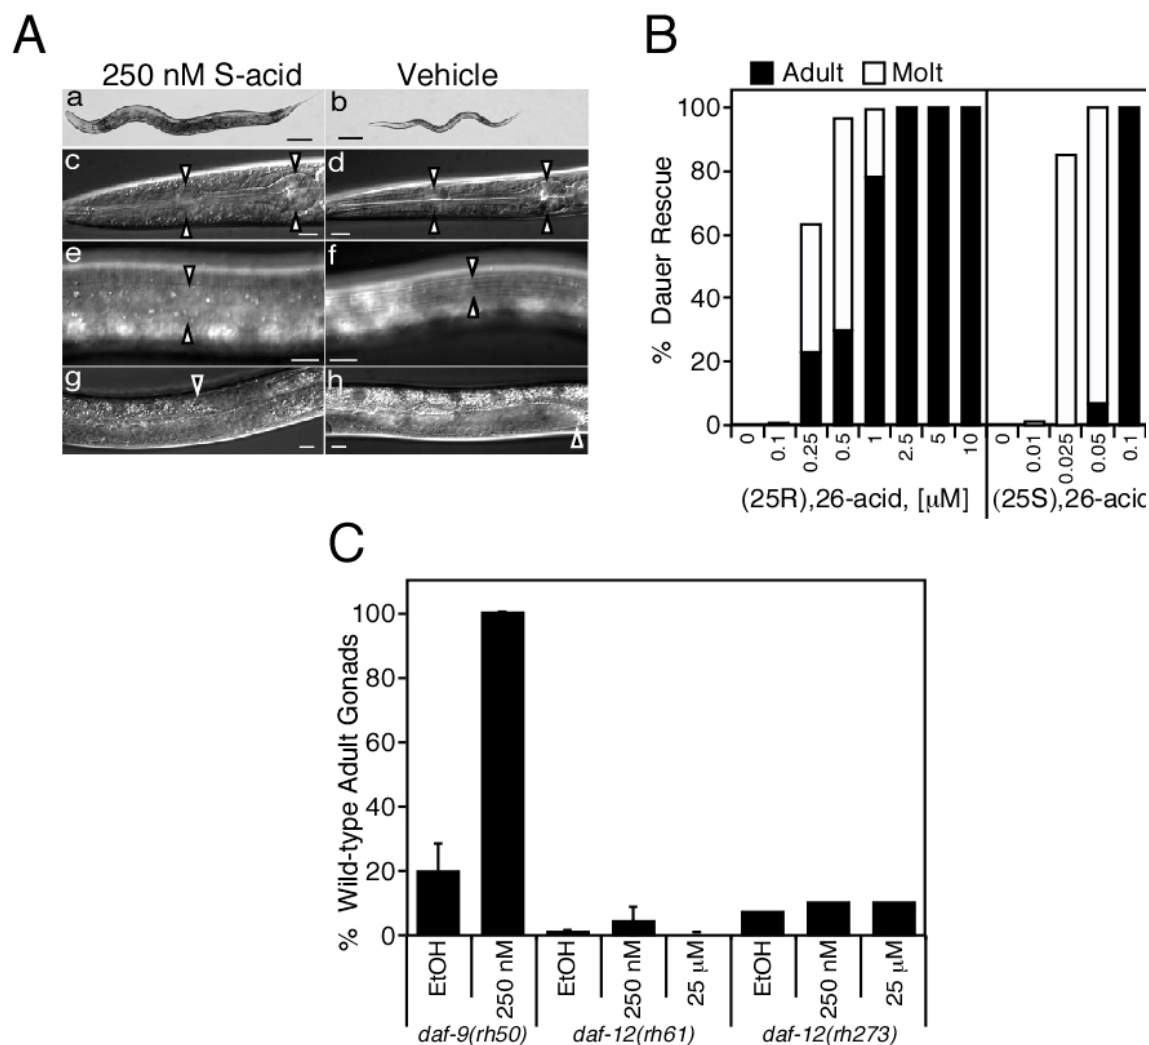 A
250 nM S-acid
Vehicle
a
b
c
d
e
f
g
h
B
Adult
Molt
% Dauer Rescue
100
80
60
40
20
0
0
0.1
0.25
0.5
1
2.5
5
10
0
0.01
0.025
0.05
0.1
(25R),26-acid, [μM]
(25S),26-acid
C
% Wild-type Adult Gonads
100
80
60
40
20
0
EtOH
250 nM
EtOH
250 nM
25 μM
EtOH
250 nM
25 μM
daf-9(rh50)
daf-12(rh61)
daf-12(rh273)